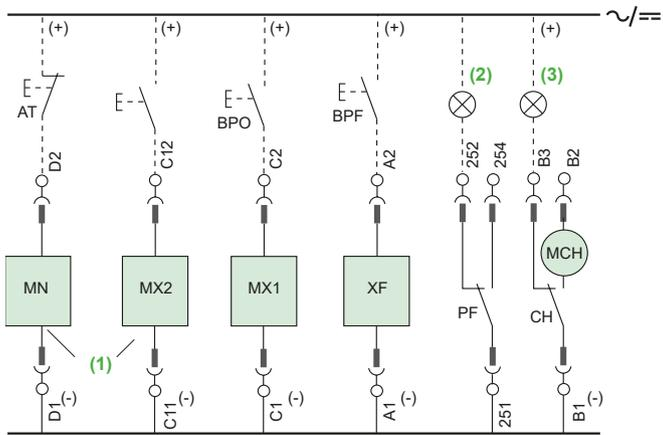 (+) (+) (+) (+) (+)
(2) (3)
AT BPO BPF
D2 C12 C2 A2 252 254 B3 B2
MN MX2 MX1 XF MCH
PF CH
(1)
D1 (-) C11 (-) C1 (-) A1 (-) 251 B1 (-)